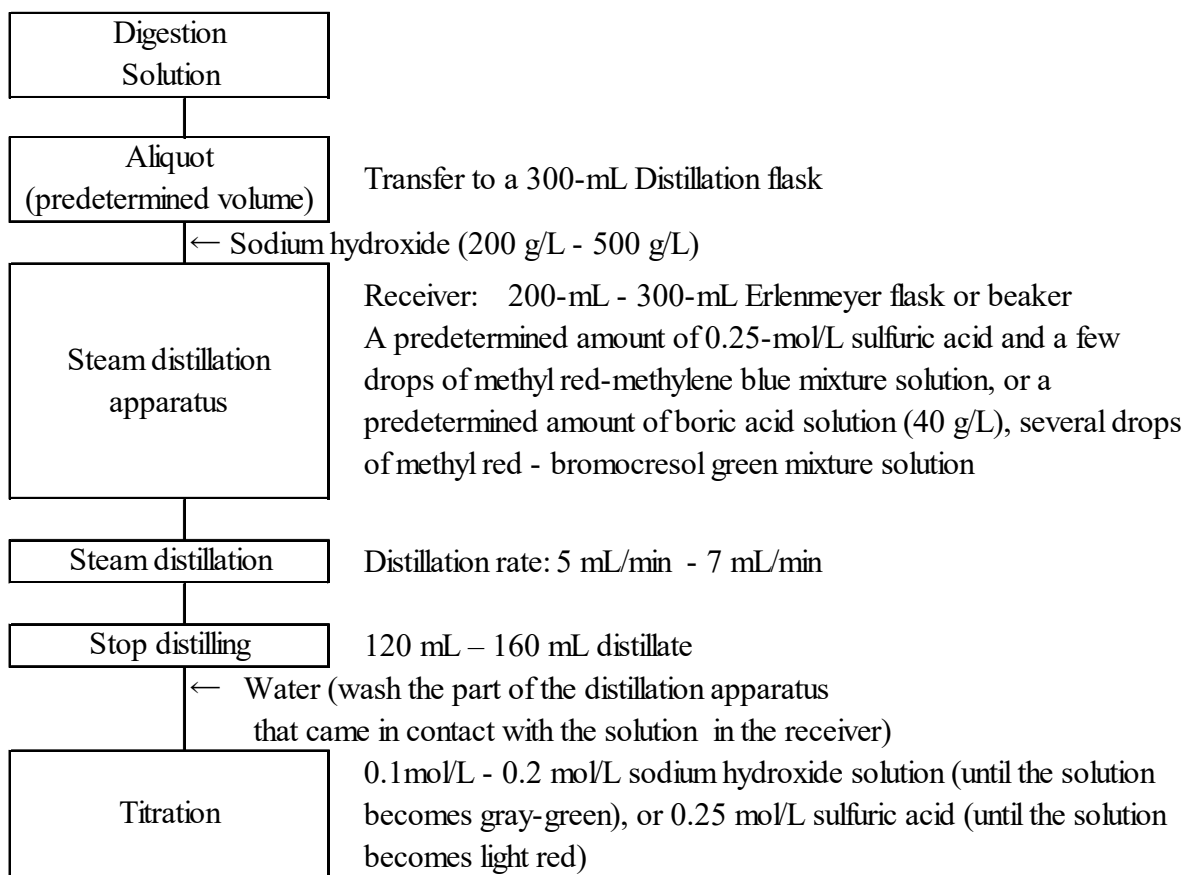 Digestion
Solution
Aliquot
(predetermined volume)
Transfer to a 300-mL Distillation flask
← Sodium hydroxide (200 g/L - 500 g/L)
Steam distillation
apparatus
Receiver: 200-mL - 300-mL Erlenmeyer flask or beaker
A predetermined amount of 0.25-mol/L sulfuric acid and a few
drops of methyl red-methylene blue mixture solution, or a
predetermined amount of boric acid solution (40 g/L), several drops
of methyl red - bromocresol green mixture solution
Steam distillation
Distillation rate: 5 mL/min - 7 mL/min
Stop distilling
120 mL – 160 mL distillate
← Water (wash the part of the distillation apparatus
that came in contact with the solution in the receiver)
Titration
0.1mol/L - 0.2 mol/L sodium hydroxide solution (until the solution
becomes gray-green), or 0.25 mol/L sulfuric acid (until the solution
becomes light red)